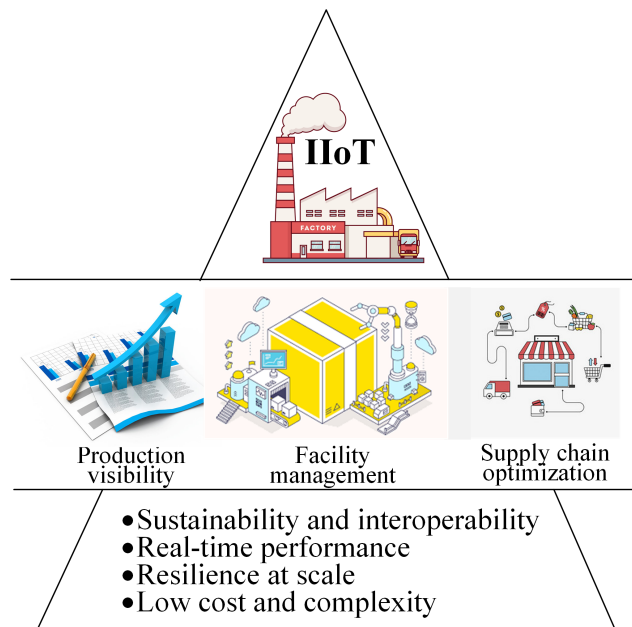 IIoT
FACTORY
Production
visibility
Facility
management
Supply chain
optimization
•Sustainability and interoperability
•Real-time performance
•Resilience at scale
•Low cost and complexity